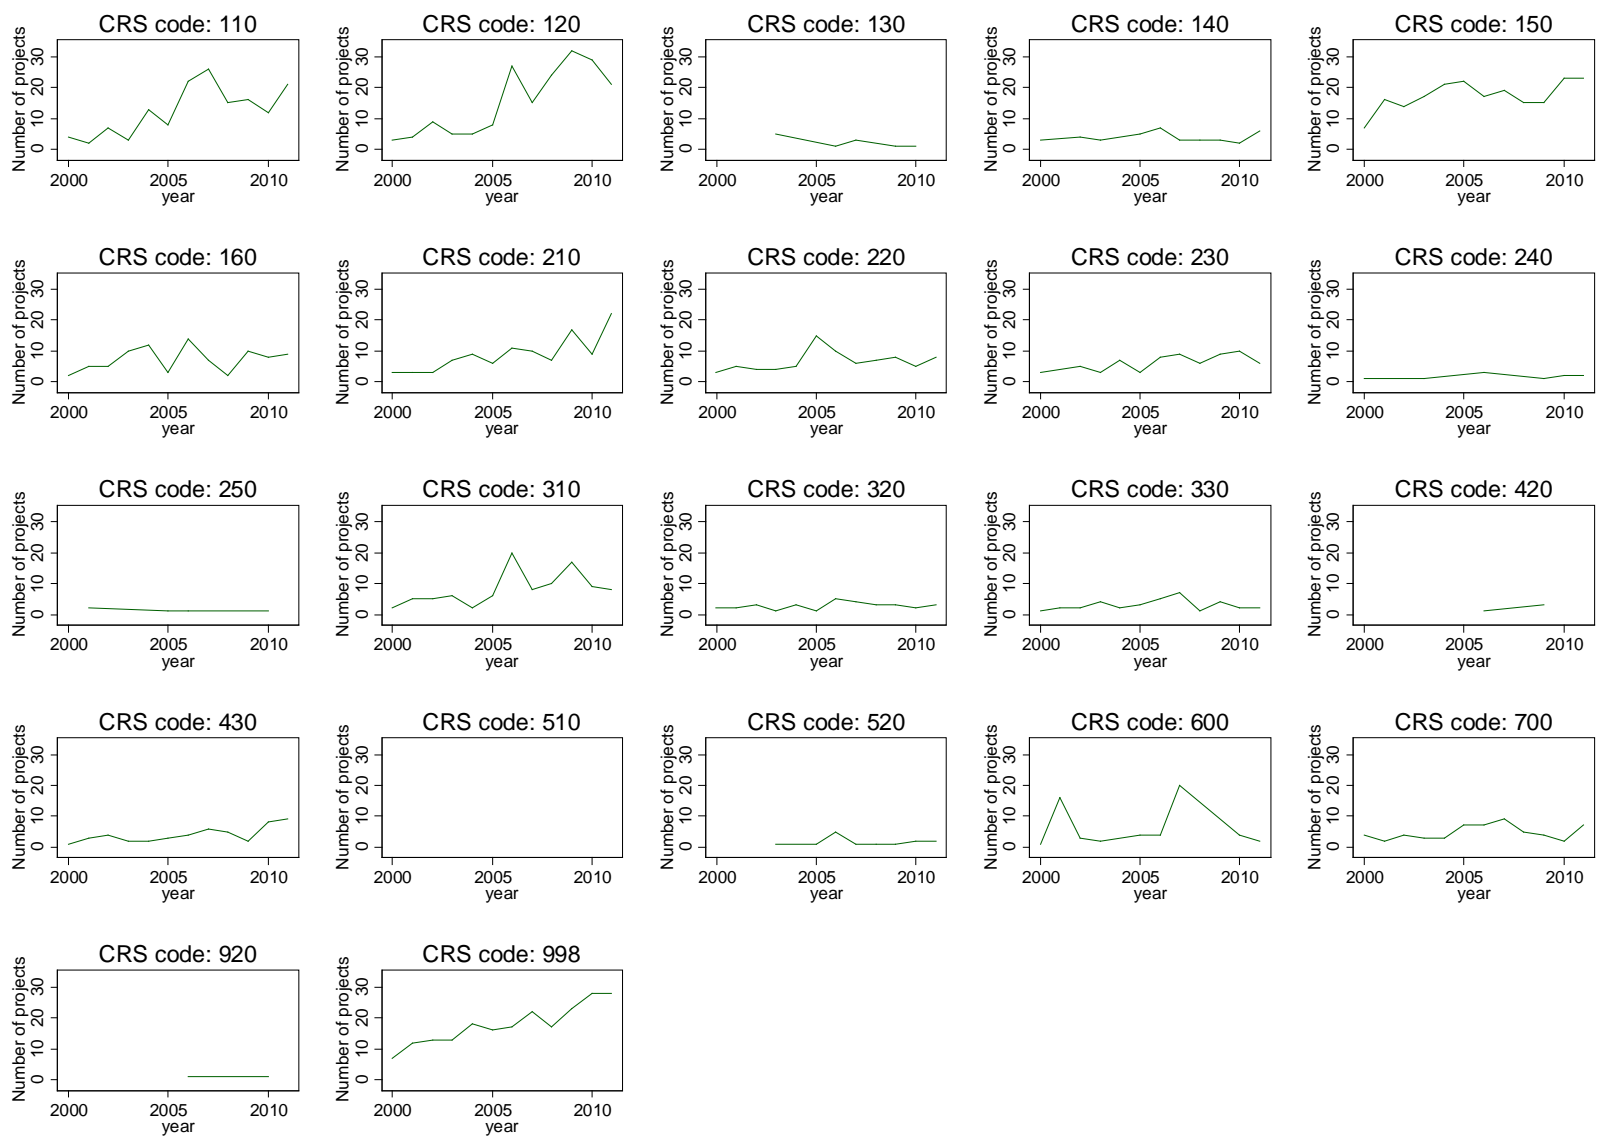 CRS code: 110
Number of projects
0 10 20 30
2000 2005 2010
year
CRS code: 120
Number of projects
0 10 20 30
2000 2005 2010
year
CRS code: 130
Number of projects
0 10 20 30
2000 2005 2010
year
CRS code: 140
Number of projects
0 10 20 30
2000 2005 2010
year
CRS code: 150
Number of projects
0 10 20 30
2000 2005 2010
year
CRS code: 160
Number of projects
0 10 20 30
2000 2005 2010
year
CRS code: 210
Number of projects
0 10 20 30
2000 2005 2010
year
CRS code: 220
Number of projects
0 10 20 30
2000 2005 2010
year
CRS code: 230
Number of projects
0 10 20 30
2000 2005 2010
year
CRS code: 240
Number of projects
0 10 20 30
2000 2005 2010
year
CRS code: 250
Number of projects
0 10 20 30
2000 2005 2010
year
CRS code: 310
Number of projects
0 10 20 30
2000 2005 2010
year
CRS code: 320
Number of projects
0 10 20 30
2000 2005 2010
year
CRS code: 330
Number of projects
0 10 20 30
2000 2005 2010
year
CRS code: 420
Number of projects
0 10 20 30
2000 2005 2010
year
CRS code: 430
Number of projects
0 10 20 30
2000 2005 2010
year
CRS code: 510
Number of projects
0 10 20 30
2000 2005 2010
year
CRS code: 520
Number of projects
0 10 20 30
2000 2005 2010
year
CRS code: 600
Number of projects
0 10 20 30
2000 2005 2010
year
CRS code: 700
Number of projects
0 10 20 30
2000 2005 2010
year
CRS code: 920
Number of projects
0 10 20 30
2000 2005 2010
year
CRS code: 998
Number of projects
0 10 20 30
2000 2005 2010
year